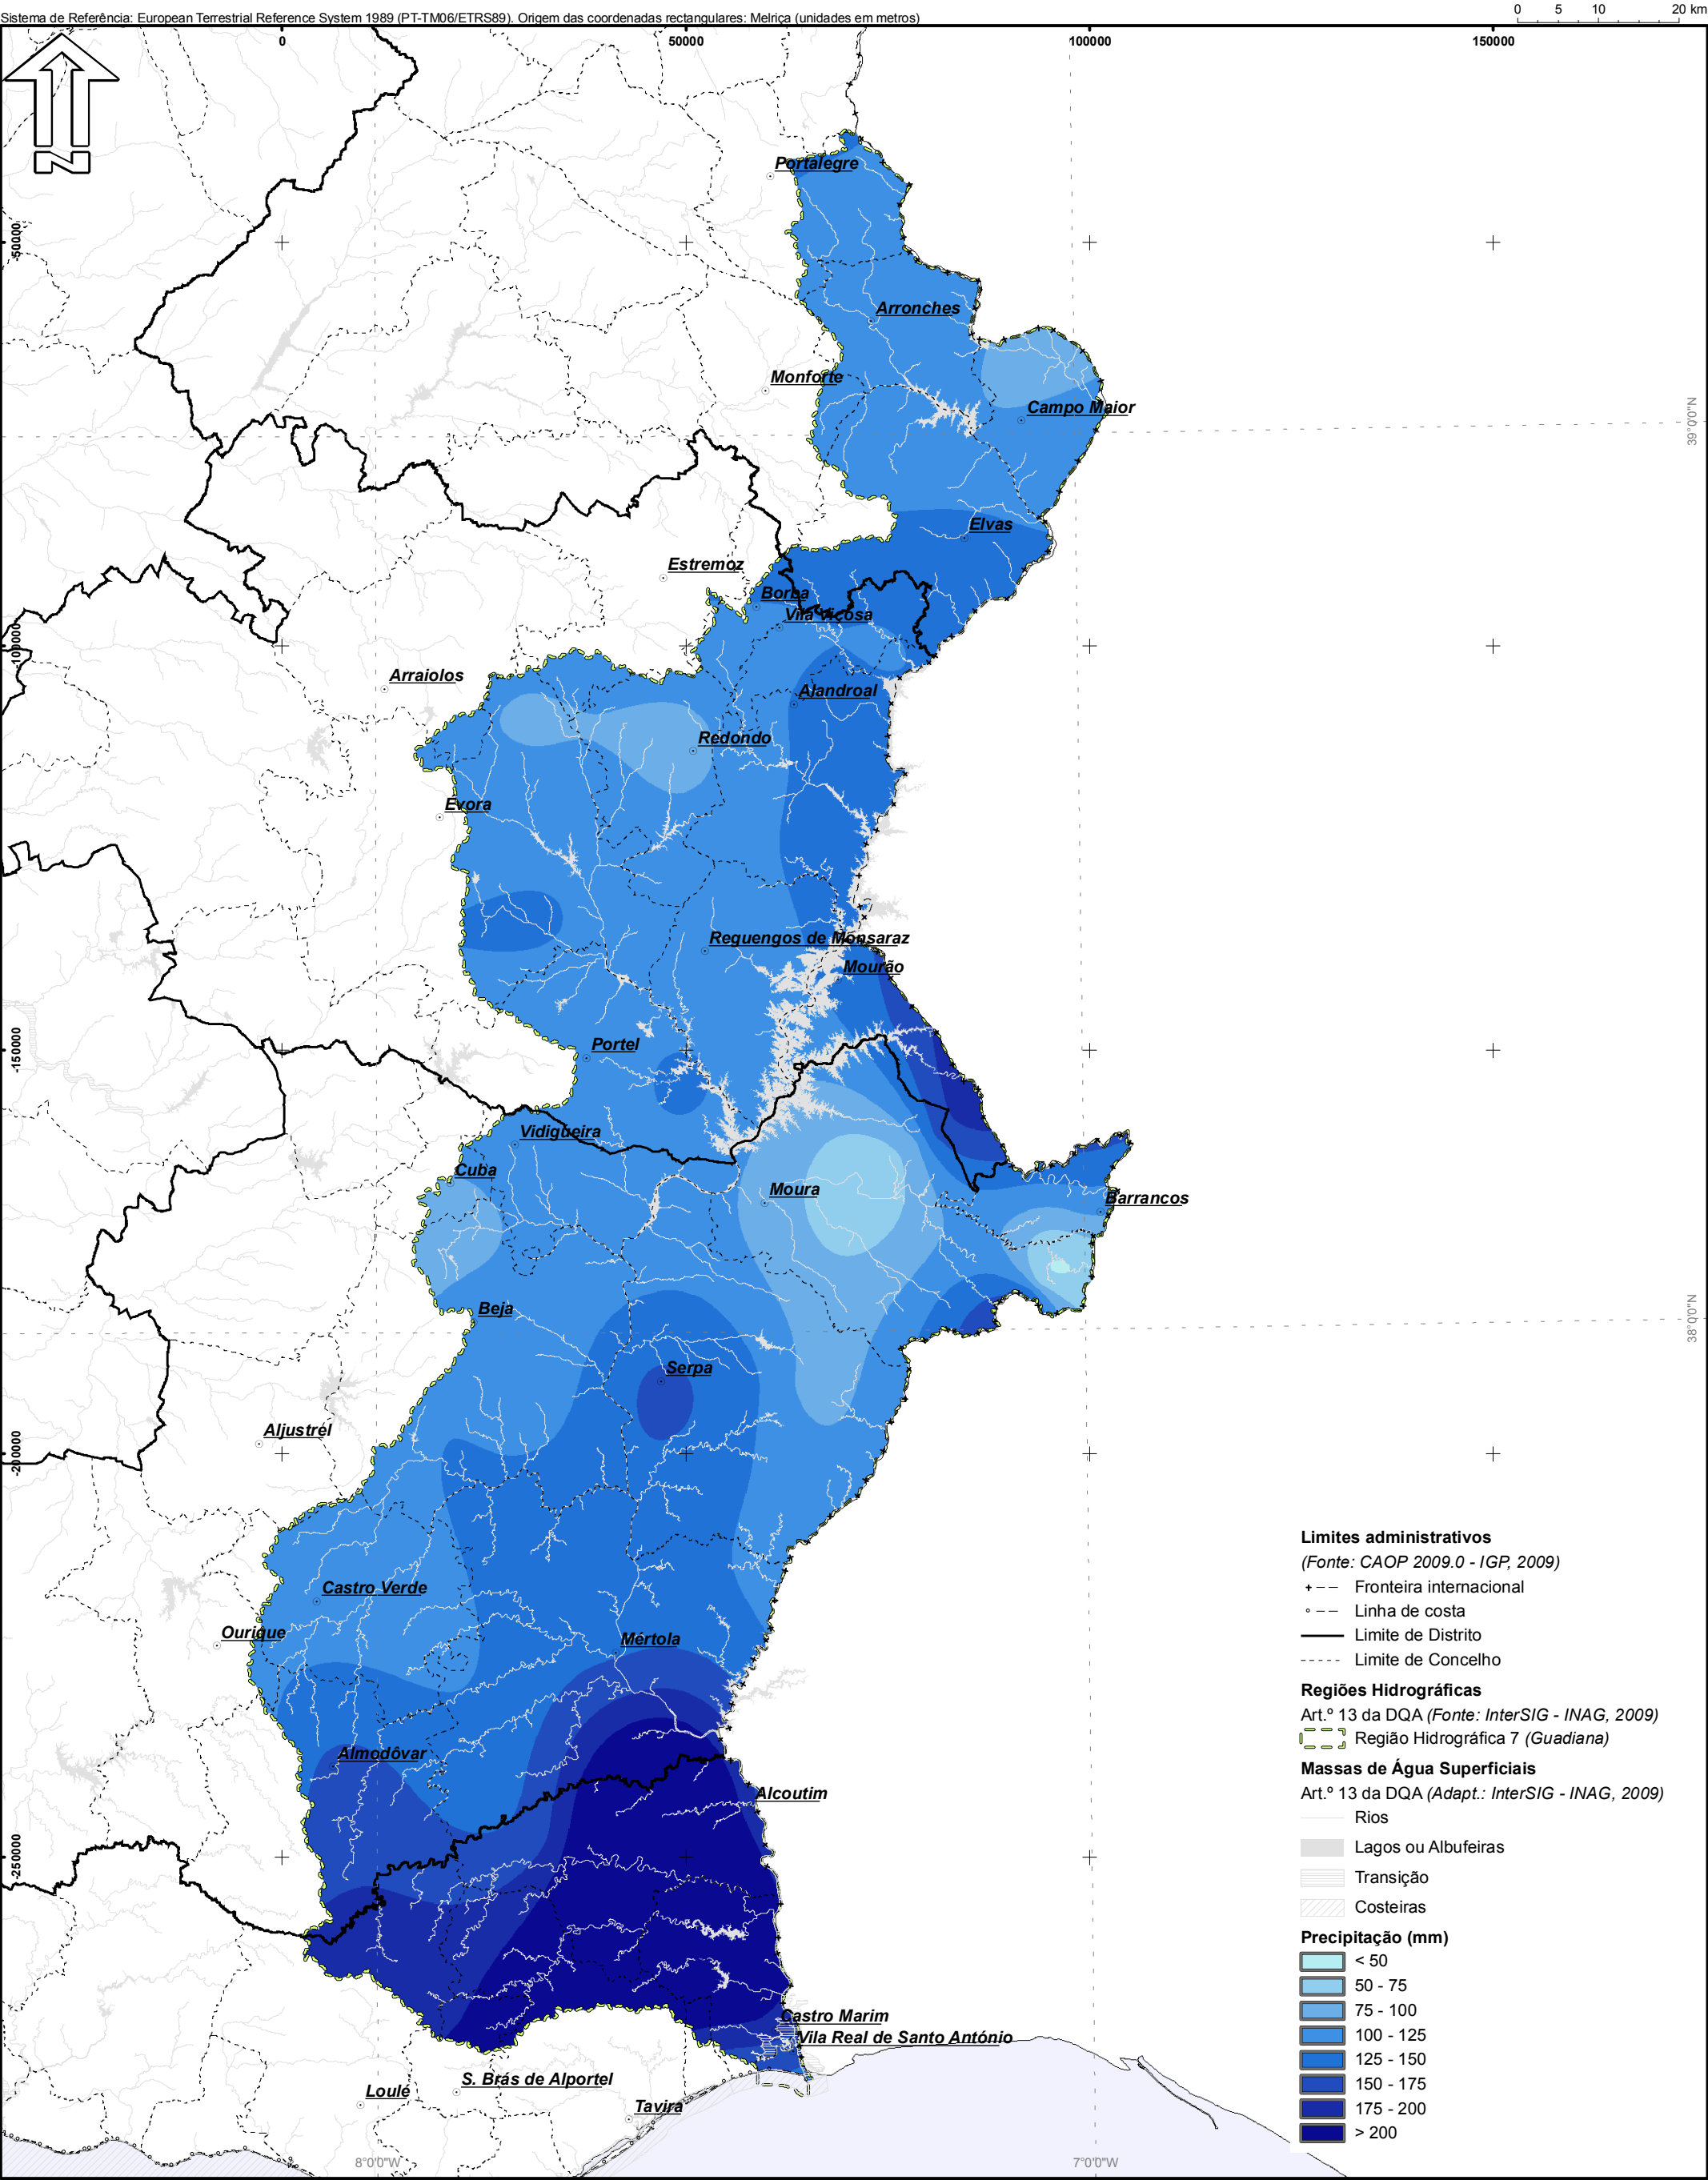 Sistema de Referência: European Terrestrial Reference System 1989 (PT-TM06/ETRS89). Origem das coordenadas rectangulares: Melriça (unidades em metros)
0 5 10 20 km
0 50000 100000 150000
N
Portalegre
-50000
Arronches
Monforte
Campo Maior
39°0'0"N
Elvas
Estremoz
Borba
Vila Viçosa
-100000
Arraiolos
Alandroal
Redondo
Évora
Reguengos de Monsaraz
Mourão
Portel
-150000
Vidigueira
Cuba
Moura
Barrancos
Beja
38°0'0"N
Serpa
Aljustrel
-200000
Castro Verde
Ourique
Mértola
Almodôvar
Alcoutim
-250000
Castro Marim
Vila Real de Santo António
S. Brás de Alportel
Loulé
Tavira
8°0'0"W
7°0'0"W
Limites administrativos
(Fonte: CAOP 2009.0 - IGP, 2009)
Fronteira internacional
Linha de costa
Limite de Distrito
Limite de Concelho
Regiões Hidrográficas
Art.º 13 da DQA (Fonte: InterSIG - INAG, 2009)
Região Hidrográfica 7 (Guadiana)
Massas de Água Superficiais
Art.º 13 da DQA (Adapt.: InterSIG - INAG, 2009)
Rios
Lagos ou Albufeiras
Transição
Costeiras
Precipitação (mm)
< 50
50 - 75
75 - 100
100 - 125
125 - 150
150 - 175
175 - 200
> 200